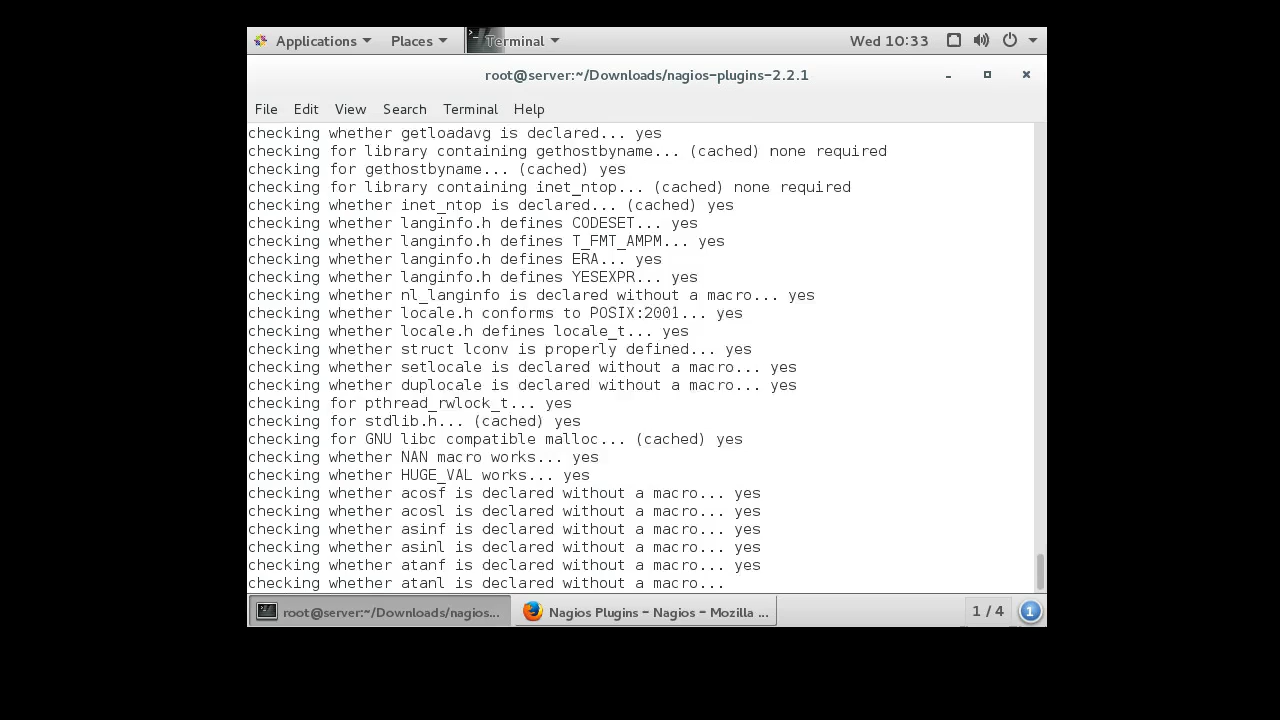 Applications Places Terminal Wed 10:33
root@server:~/Downloads/nagios-plugins-2.2.1
File Edit View Search Terminal Help
checking whether getloadavg is declared... yes
checking for library containing gethostbyname... (cached) none required
checking for gethostbyname... (cached) yes
checking for library containing inet_ntop... (cached) none required
checking whether inet_ntop is declared... (cached) yes
checking whether langinfo.h defines CODESET... yes
checking whether langinfo.h defines T_FMT_AMPM... yes
checking whether langinfo.h defines ERA... yes
checking whether langinfo.h defines YESEXPR... yes
checking whether nl_langinfo is declared without a macro... yes
checking whether locale.h conforms to POSIX:2001... yes
checking whether locale.h defines locale_t... yes
checking whether struct lconv is properly defined... yes
checking whether setlocale is declared without a macro... yes
checking whether duplocale is declared without a macro... yes
checking for pthread_rwlock_t... yes
checking for stdlib.h... (cached) yes
checking for GNU libc compatible malloc... (cached) yes
checking whether NAN macro works... yes
checking whether HUGE_VAL works... yes
checking whether acosf is declared without a macro... yes
checking whether acosl is declared without a macro... yes
checking whether asinf is declared without a macro... yes
checking whether asinl is declared without a macro... yes
checking whether atanf is declared without a macro... yes
checking whether atanl is declared without a macro...
root@server:~/Downloads/nagios... Nagios Plugins - Nagios - Mozilla ... 1 / 4 1